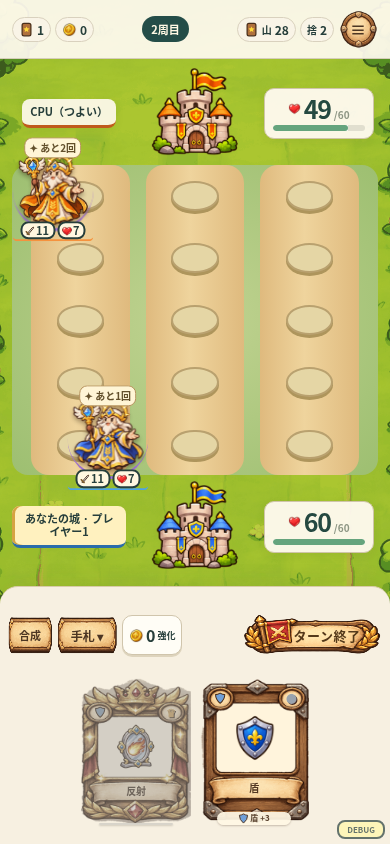 1
0
2周目
山 28
捨 2
CPU（つよい）
49/60
✦ あと2回
11
7
✦ あと1回
11
7
あなたの城・プレイヤー1
60/60
合成
手札▼
0強化
ターン終了
反射
盾
盾 +3
DEBUG